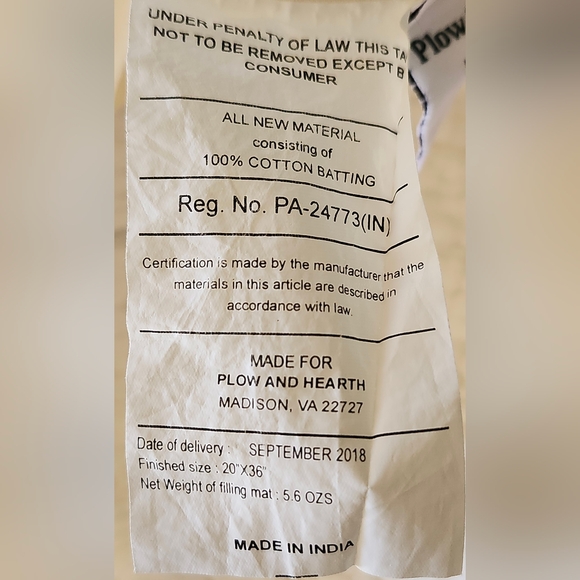 UNDER PENALTY OF LAW THIS TA
NOT TO BE REMOVED EXCEPT B
CONSUMER
Plow
ALL NEW MATERIAL
consisting of
100% COTTON BATTING
Reg. No. PA-24773(IN)
Certification is made by the manufacturer that the
materials in this article are described in
accordance with law.
MADE FOR
PLOW AND HEARTH
MADISON, VA 22727
Date of delivery : SEPTEMBER 2018
Finished size : 20"X36"
Net Weight of filling mat : 5.6 OZS
MADE IN INDIA